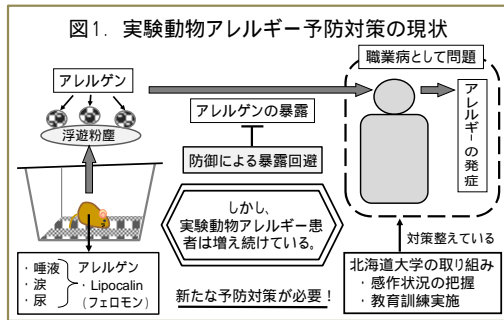 図1. 実験動物アレルギー予防対策の現状
職業病として問題
アレルゲン
浮遊粉塵
アレルゲンの暴露
防御による暴露回避
アレルギーの発症
しかし、
実験動物アレルギー患
者は増え続けている。
対策整えている
・唾液
・涙
・尿
アレルゲン
・Lipocalin
(フェロモン)
新たな予防対策が必要！
北海道大学の取り組み
・感作状況の把握
・教育訓練実施